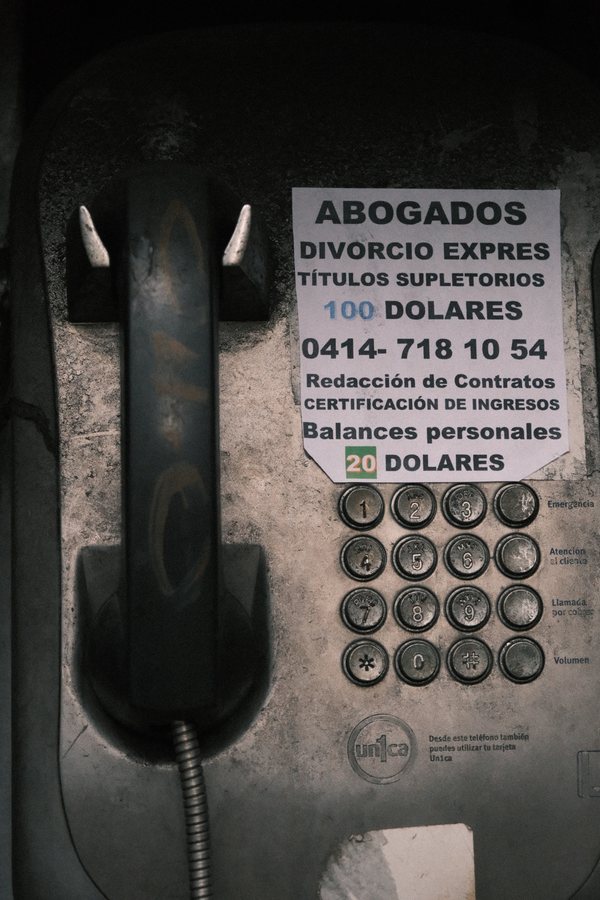 ABOGADOS
DIVORCIO EXPRES
TÍTULOS SUPLETORIOS
100 DOLARES
0414- 718 10 54
Redacción de Contratos
CERTIFICACIÓN DE INGRESOS
Balances personales
20 DOLARES
1 2 3 Emergencia
4 5 6 Atención
al cliente
7 8 9 Llamada
por cobrar
* 0 # Volumen
un1ca
Desde este teléfono también
puedes utilizar tu tarjeta
Un1ca